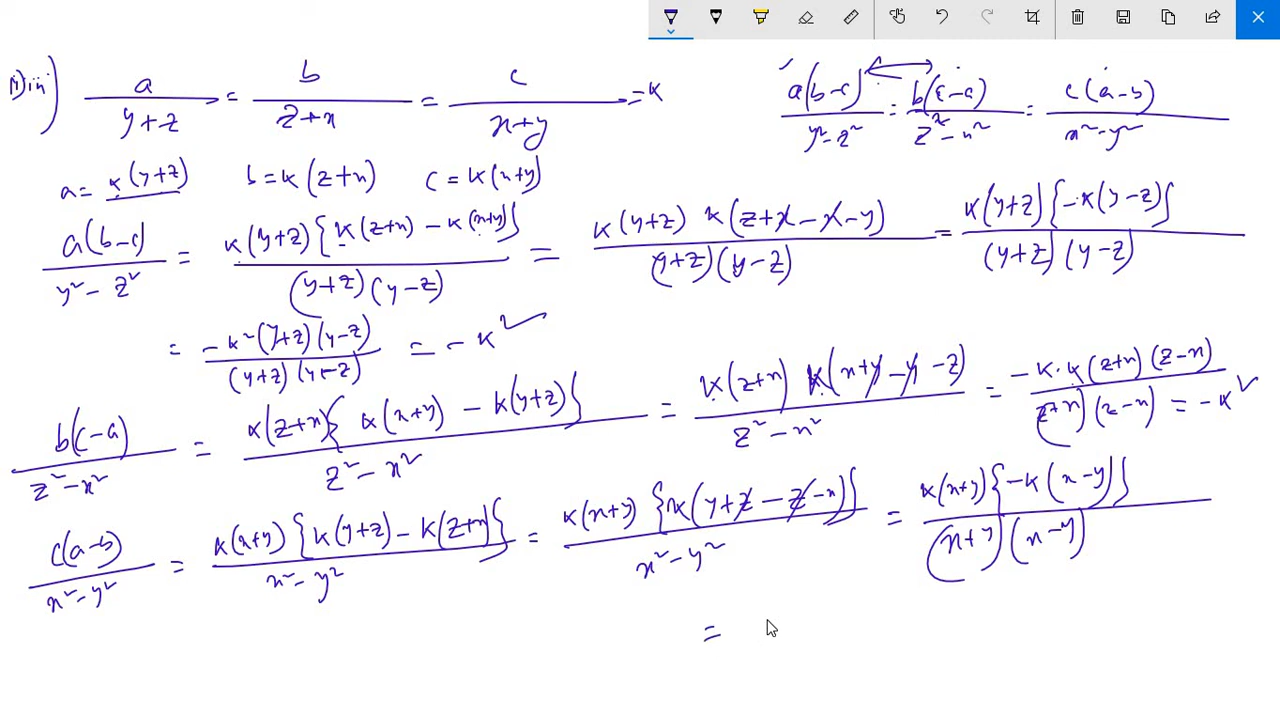 (i) iii) a/(y+z) = b/(z+x) = c/(x+y) = k
a(b-c)/(y²-z²) = b(c-a)/(z²-x²) = c(a-b)/(x²-y²)
a = k(y+z) b = k(z+x) c = k(x+y)
a(b-c)/(y²-z²) = k(y+z){k(z+x) - k(x+y)}/((y+z)(y-z)) = k(y+z) k(z+x-x-y)/((y+z)(y-z)) = k(y+z){-k(y-z)}/((y+z)(y-z))
= -k²(y+z)(y-z)/((y+z)(y-z)) = -k²
b(c-a)/(z²-x²) = k(z+x){k(x+y) - k(y+z)}/(z²-x²) = k(z+x) k(x+y-y-z)/(z²-x²) = -k·k(z+x)(z-x)/((z+x)(z-x)) = -k²
c(a-b)/(x²-y²) = k(x+y){k(y+z) - k(z+x)}/(x²-y²) = k(x+y){k(y+z-z-x)}/(x²-y²) = k(x+y){-k(x-y)}/((x+y)(x-y))
=